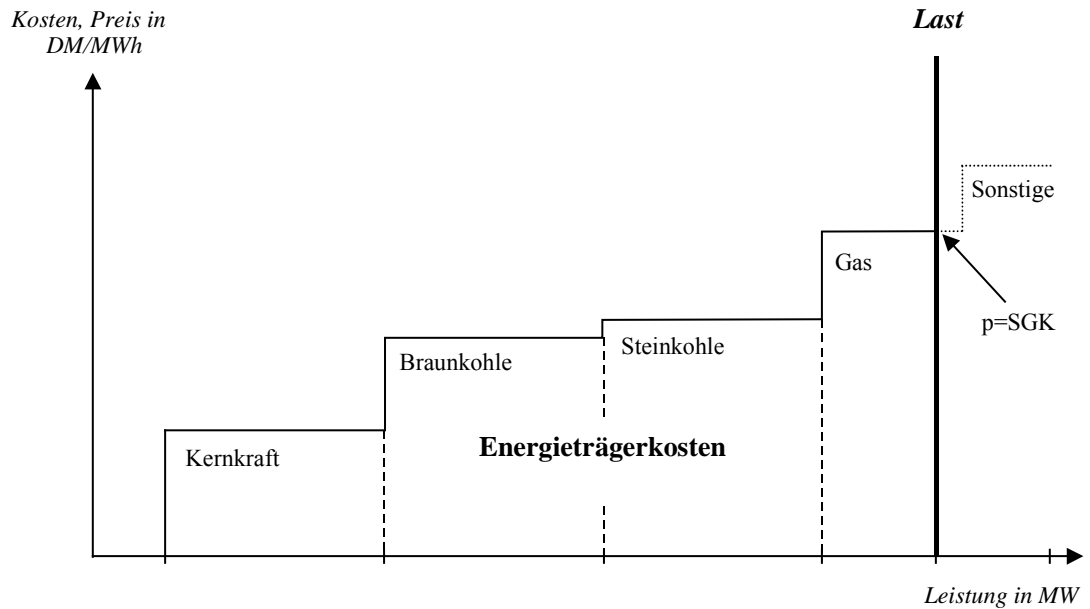 Kosten, Preis in
DM/MWh
Last
Sonstige
Gas
p=SGK
Steinkohle
Braunkohle
Energieträgerkosten
Kernkraft
Leistung in MW